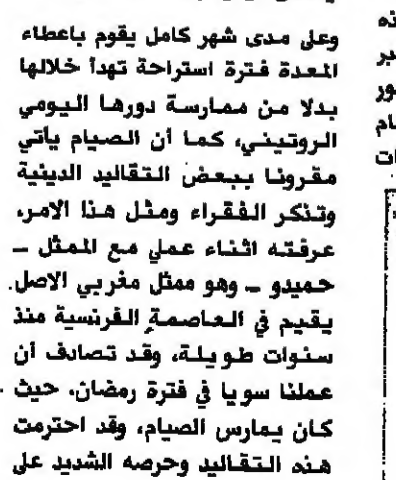 وعلى مدى شهر كامل يقوم باعطاء
المعدة فترة استراحة تهدأ خلالها
بدلا من ممارسة دورها اليومي
الروتيني، كما أن الصيام يأتي
مقرونا ببعض التقاليد الدينية
وتذكر الفقراء ومثل هذا الامر،
عرفته اثناء عملي مع الممثل ــ
حميدو ــ وهو ممثل مغربي الاصل.
يقيم في العاصمة الفرنسية منذ
سنوات طويلة، وقد تصادف أن
عملنا سويا في فترة رمضان. حيث
كان يمارس الصيام، وقد احترمت
هذه التقاليد وحرصه الشديد على